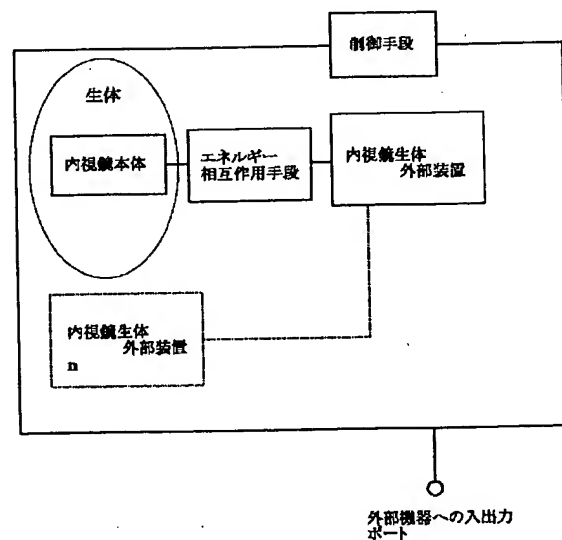 制御手段
生体
内視鏡本体
エネルギー
相互作用手段
内視鏡生体
外部装置
内視鏡生体
外部装置
n
外部機器への入出力
ポート